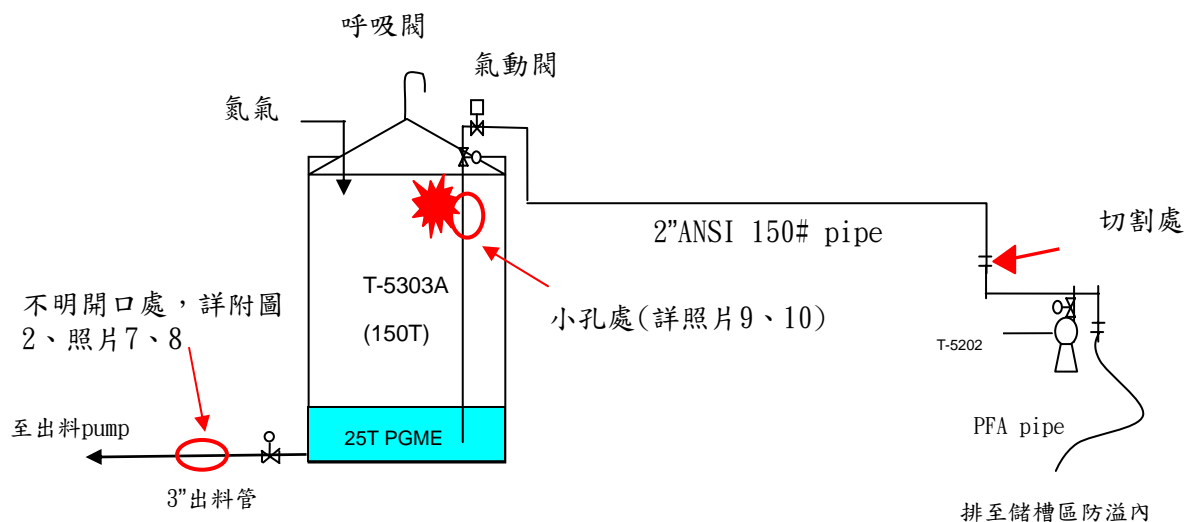 呼吸閥
氣動閥
氮氣
2"ANSI 150# pipe
切割處
T-5303A
(150T)
小孔處(詳照片9、10)
不明開口處，詳附圖
2、照片7、8
T-5202
至出料pump
25T PGME
PFA pipe
3"出料管
排至儲槽區防溢內